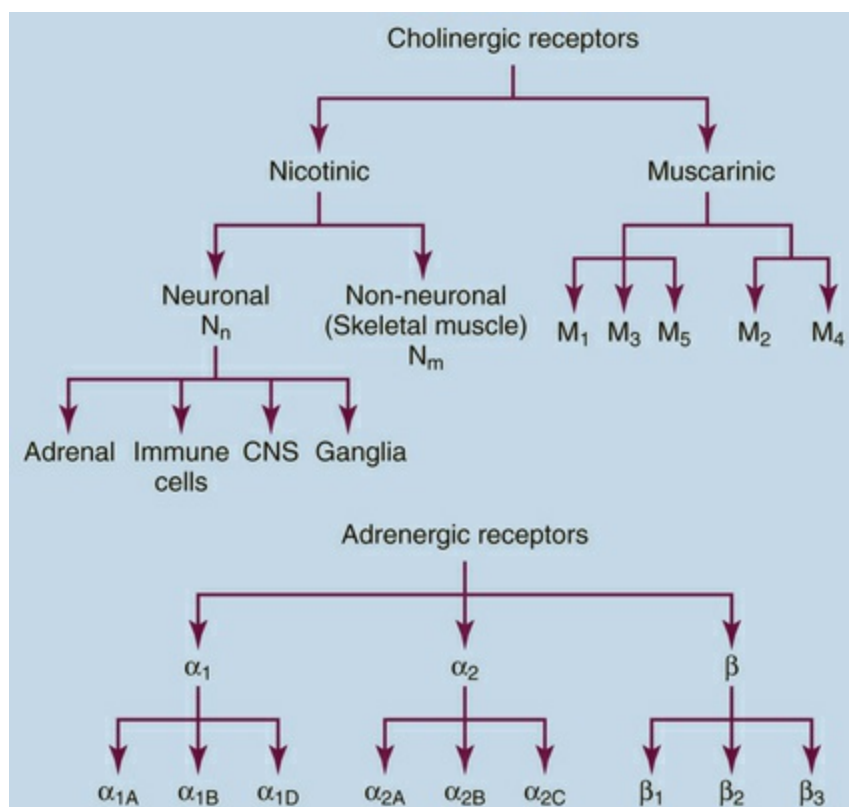 Cholinergic receptors
Nicotinic Muscarinic
Neuronal Non-neuronal
Nn (Skeletal muscle)
Nm
M1 M3 M5 M2 M4
Adrenal Immune CNS Ganglia
cells
Adrenergic receptors
α1 α2 β
α1A α1B α1D α2A α2B α2C β1 β2 β3